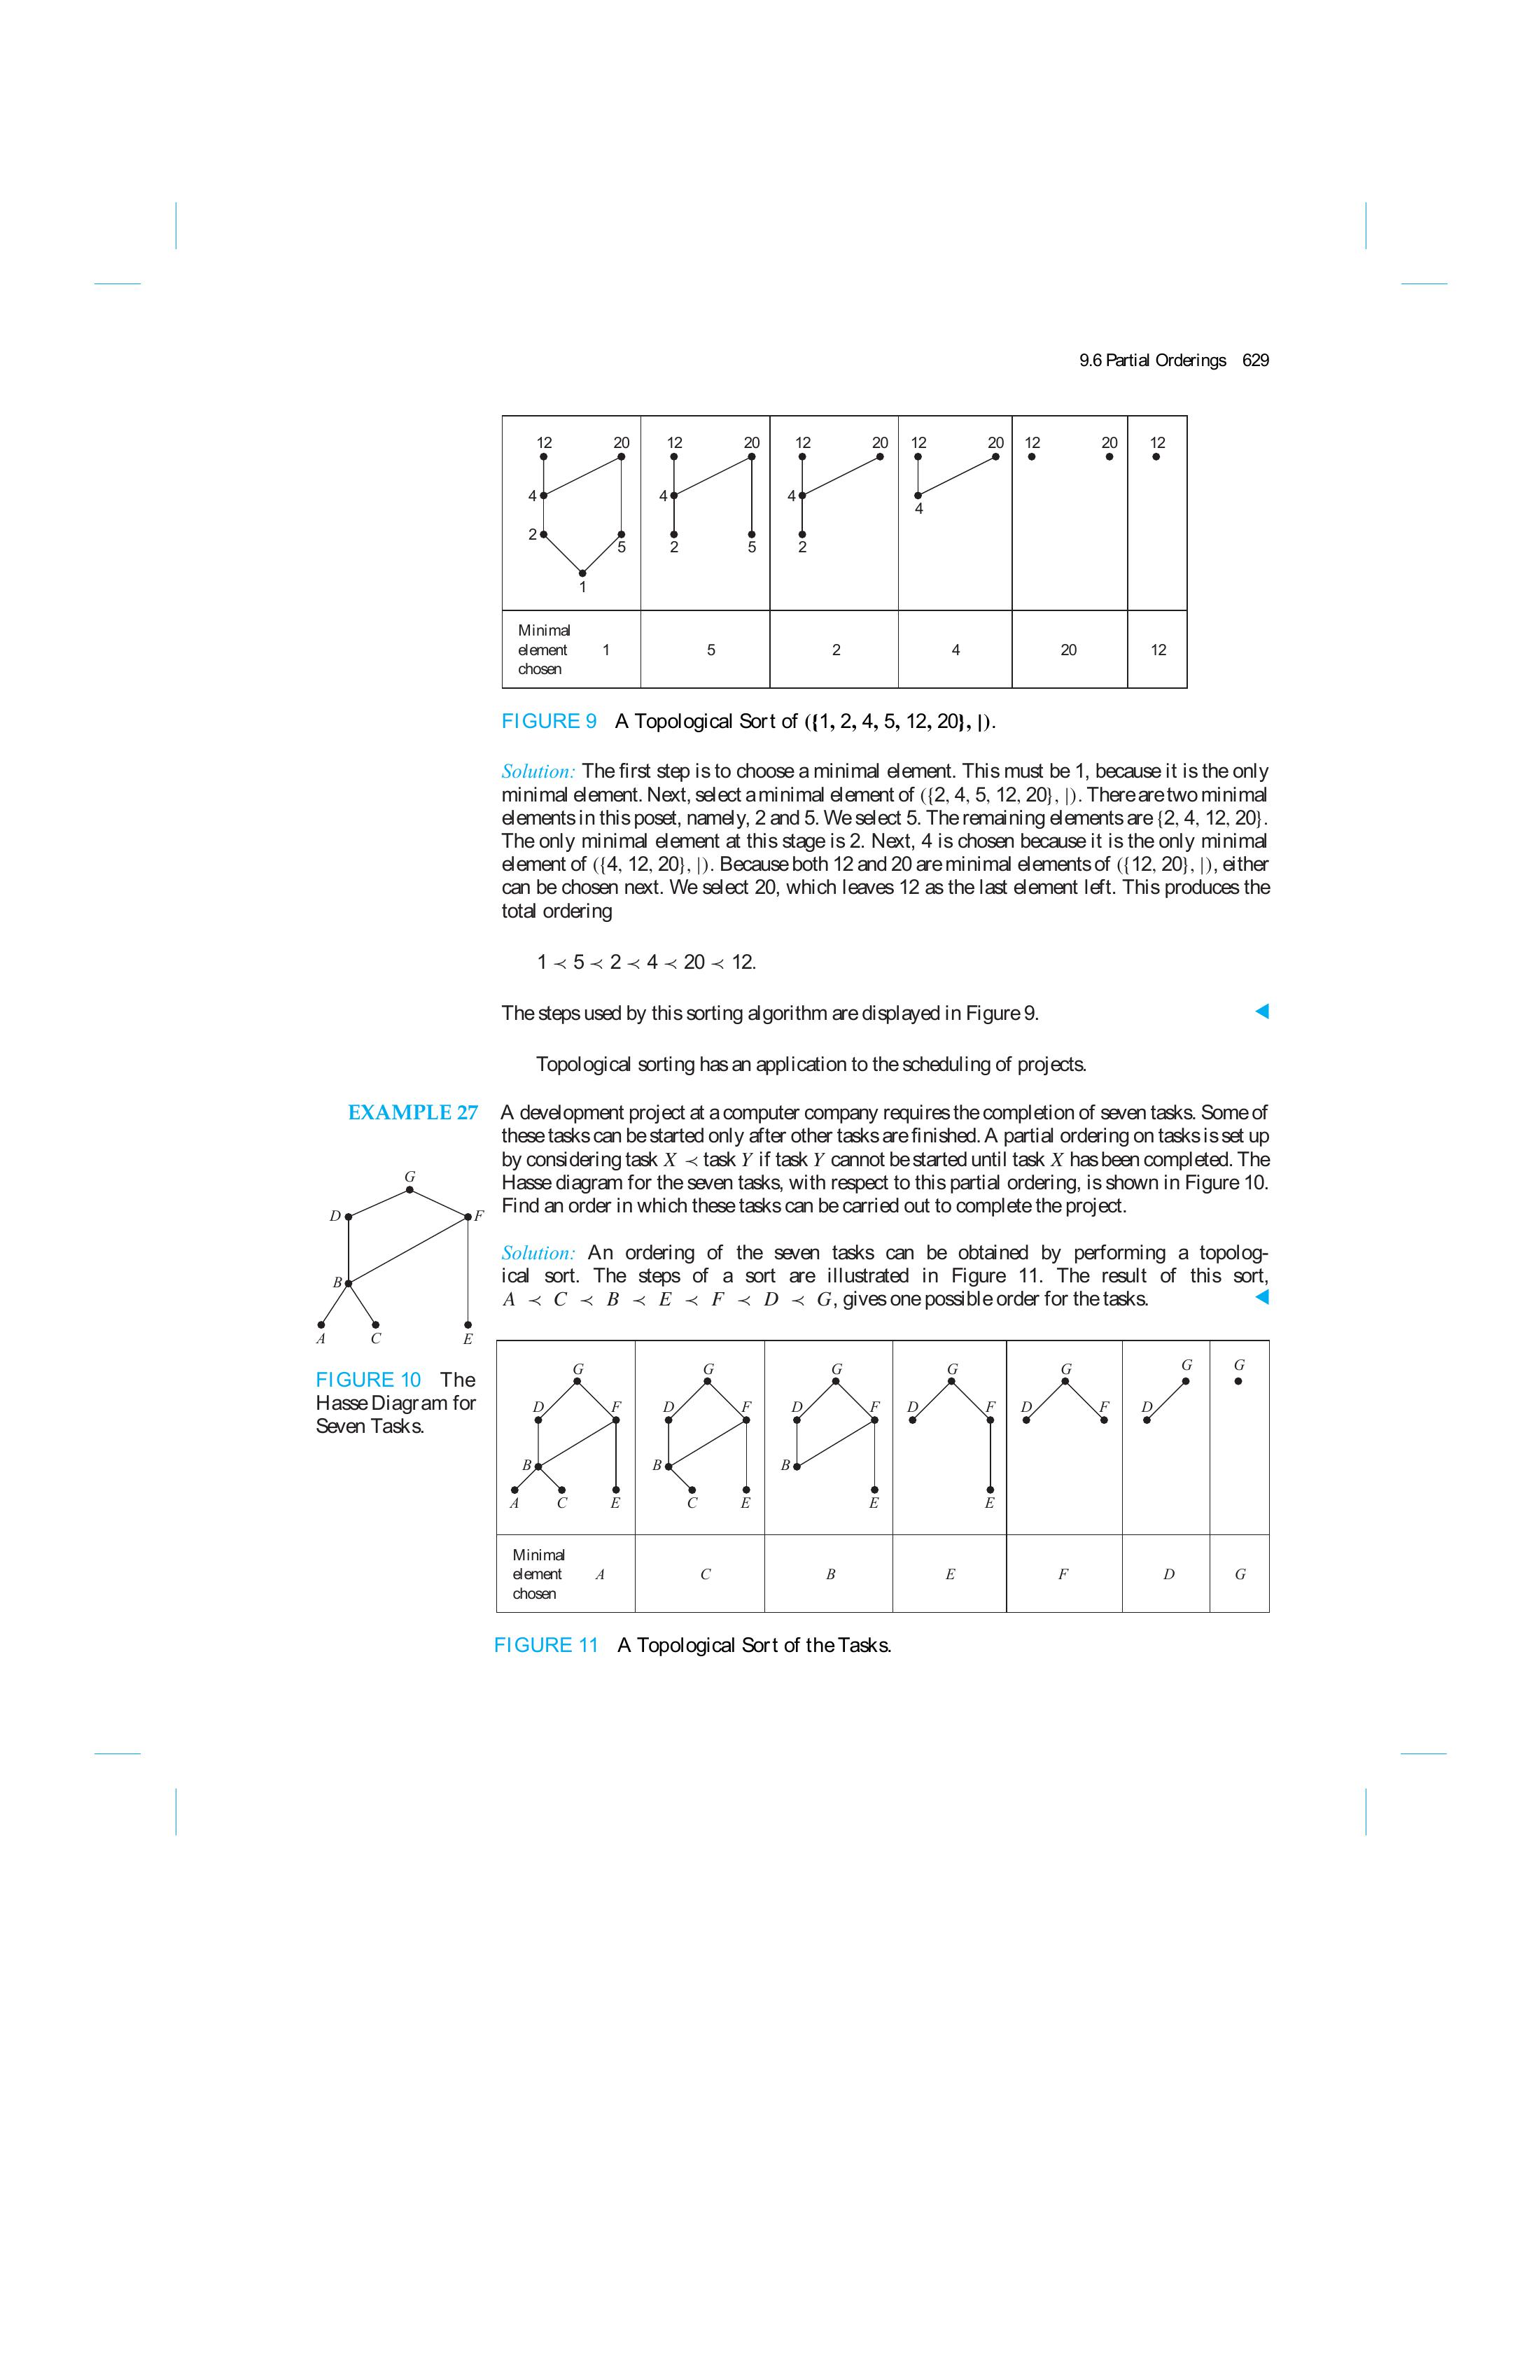 9.6 Partial Orderings 629
12 20 12 20 12 20 12 20 12 20 12
4 4 4
4
2
5 2 5 2
1
Minimal
element 1 5 2 4 20 12
chosen
FIGURE 9 A Topological Sort of ({1, 2, 4, 5, 12, 20}, |).
Solution: The first step is to choose a minimal element. This must be 1, because it is the only
minimal element. Next, select a minimal element of ({2, 4, 5, 12, 20}, |). There are two minimal
elements in this poset, namely, 2 and 5. We select 5. The remaining elements are {2, 4, 12, 20}.
The only minimal element at this stage is 2. Next, 4 is chosen because it is the only minimal
element of ({4, 12, 20}, |). Because both 12 and 20 are minimal elements of ({12, 20}, |), either
can be chosen next. We select 20, which leaves 12 as the last element left. This produces the
total ordering
1 ≺ 5 ≺ 2 ≺ 4 ≺ 20 ≺ 12.
The steps used by this sorting algorithm are displayed in Figure 9.
Topological sorting has an application to the scheduling of projects.
EXAMPLE 27 A development project at a computer company requires the completion of seven tasks. Some of
these tasks can be started only after other tasks are finished. A partial ordering on tasks is set up
by considering task X ≺ task Y if task Y cannot be started until task X has been completed. The
Hasse diagram for the seven tasks, with respect to this partial ordering, is shown in Figure 10.
Find an order in which these tasks can be carried out to complete the project.
Solution: An ordering of the seven tasks can be obtained by performing a topolog-
ical sort. The steps of a sort are illustrated in Figure 11. The result of this sort,
A ≺ C ≺ B ≺ E ≺ F ≺ D ≺ G, gives one possible order for the tasks.
G
D F
B
A C E
FIGURE 10 The
Hasse Diagram for
Seven Tasks.
G G G G G G G
D F D F D F D F D F D
B B B
A C E C E E E
Minimal
element A C B E F D G
chosen
FIGURE 11 A Topological Sort of the Tasks.